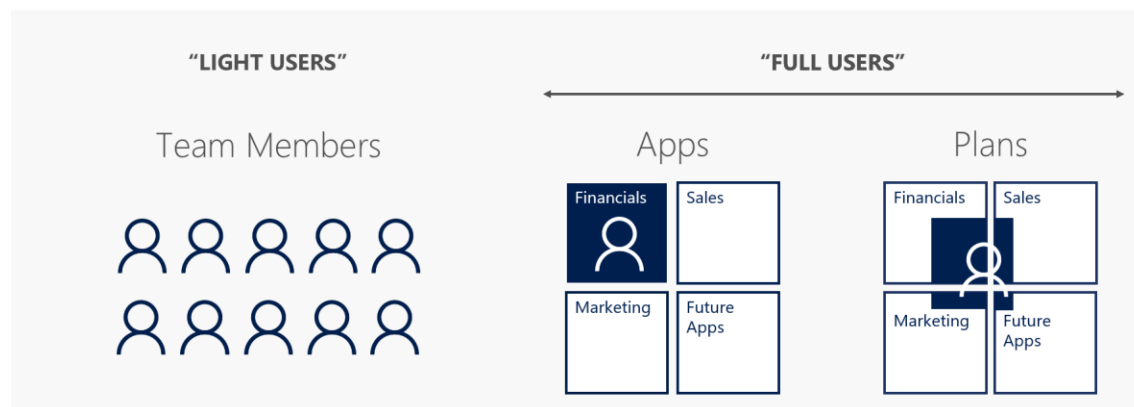 “LIGHT USERS”
“FULL USERS”
Team Members
Apps
Plans
Financials
Sales
Marketing
Future
Apps
Financials
Sales
Marketing
Future
Apps